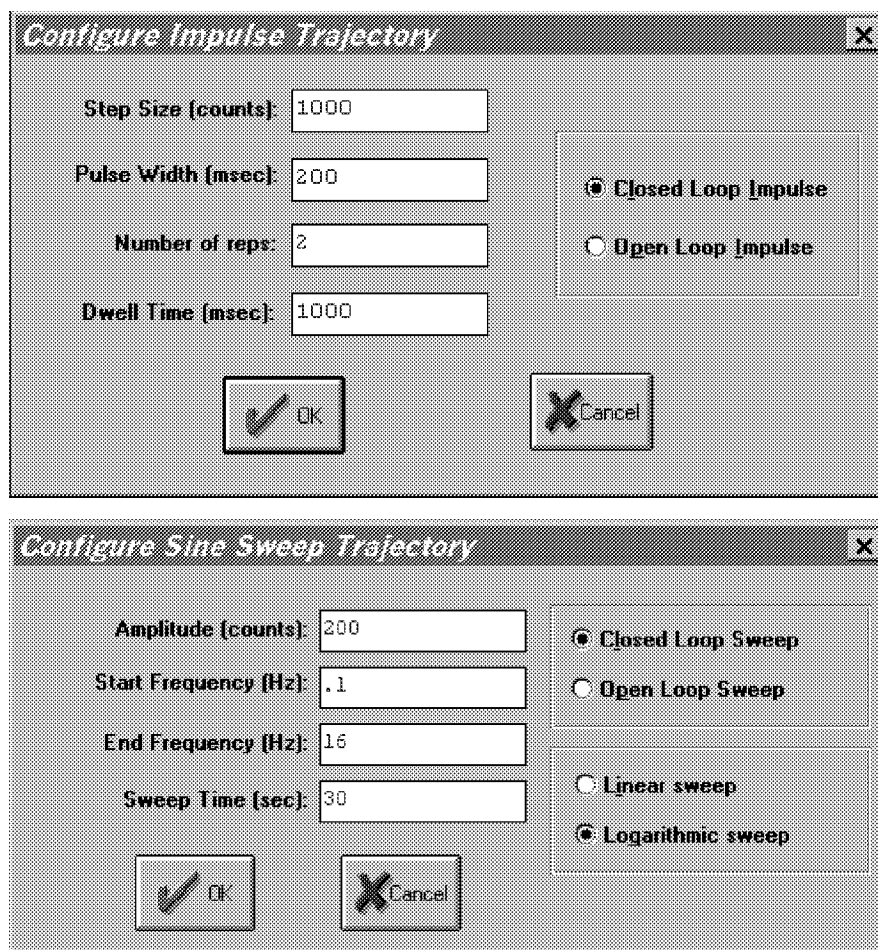 Configure Impulse Trajectory
Step Size (counts): 1000
Pulse Width (msec): 200
Number of reps: 2
Dwell Time (msec): 1000
Closed Loop Impulse
Open Loop Impulse
OK
Cancel
Configure Sine Sweep Trajectory
Amplitude (counts): 200
Start Frequency (Hz): .1
End Frequency (Hz): 16
Sweep Time (sec): 30
Closed Loop Sweep
Open Loop Sweep
Linear sweep
Logarithmic sweep
OK
Cancel